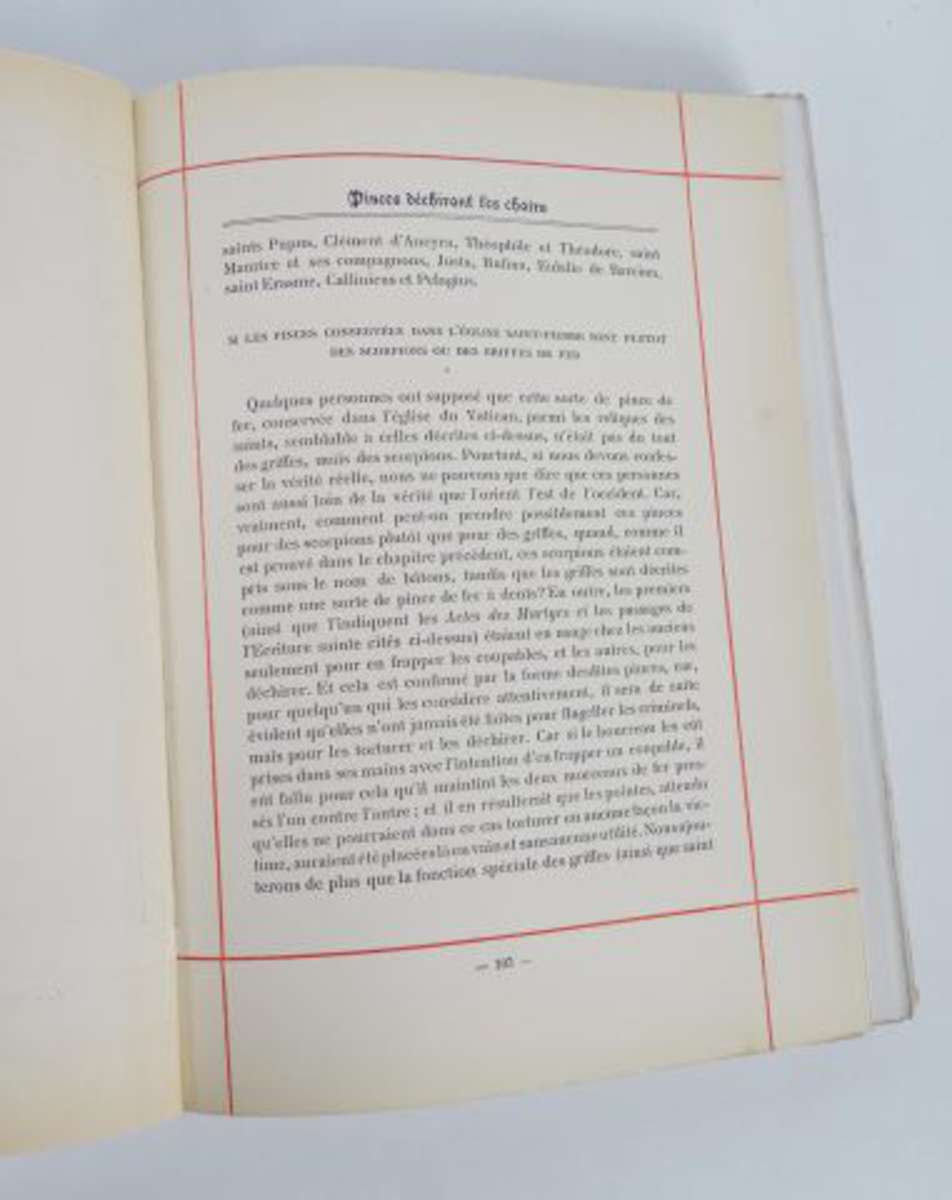 Pinces déchirant les chairs
saints Papus, Clément d'Ancyra, Théophile et Théodore, saint
Maurice et ses compagnons, Justa, Rufina,
saint Erasme, Callinicus et Pelagius.
SI LES PINCES CONSERVÉES DANS L'ÉGLISE SAINT-PIERRE SONT PLUTOT
DES SCORPIONS OU DES GRIFFES DE FER
Quelques personnes ont supposé que cette sorte de pince de
fer, conservée dans l'église du Vatican, parmi les reliques des
saints, semblable à celles décrites ci-dessus, n'était pas du tout
des griffes, mais des scorpions. Pourtant, si nous devons confes-
ser la vérité réelle, nous ne pouvons que dire que ces personnes
sont aussi loin de la vérité que l'orient l'est de l'occident. Car,
vraiment, comment peut-on prendre possiblement ces pinces
pour des scorpions plutôt que pour des griffes, quand, comme il
est prouvé dans le chapitre précédent, ces scorpions étaient com-
pris sous le nom de bâtons, tandis que les griffes sont décrites
comme une sorte de pince de fer à dents? En outre, les premiers
(ainsi que l'indiquent les Actes des Martyrs et les passages de
l'Ecriture sainte cités ci-dessus) étaient en usage chez les anciens
seulement pour en frapper les coupables, et les autres, pour les
déchirer. Et cela est confirmé par la forme desdites pinces, car,
pour quelqu'un qui les considère attentivement, il sera de suite
évident qu'elles n'ont jamais été faites pour flageller les criminels,
mais pour les torturer et les déchirer. Car si le bourreau les eût
prises dans ses mains avec l'intention d'en frapper un coupable, il
eût fallu pour cela qu'il maintint les deux morceaux de fer pres-
sés l'un contre l'autre; et il en résulterait que les pointes, attendu
qu'elles ne pourraient dans ce cas torturer en aucune façon la vic-
time, auraient été placées là en vain et sans aucune utilité. Nous ajou-
terons de plus que la fonction spéciale des griffes (ainsi que saint